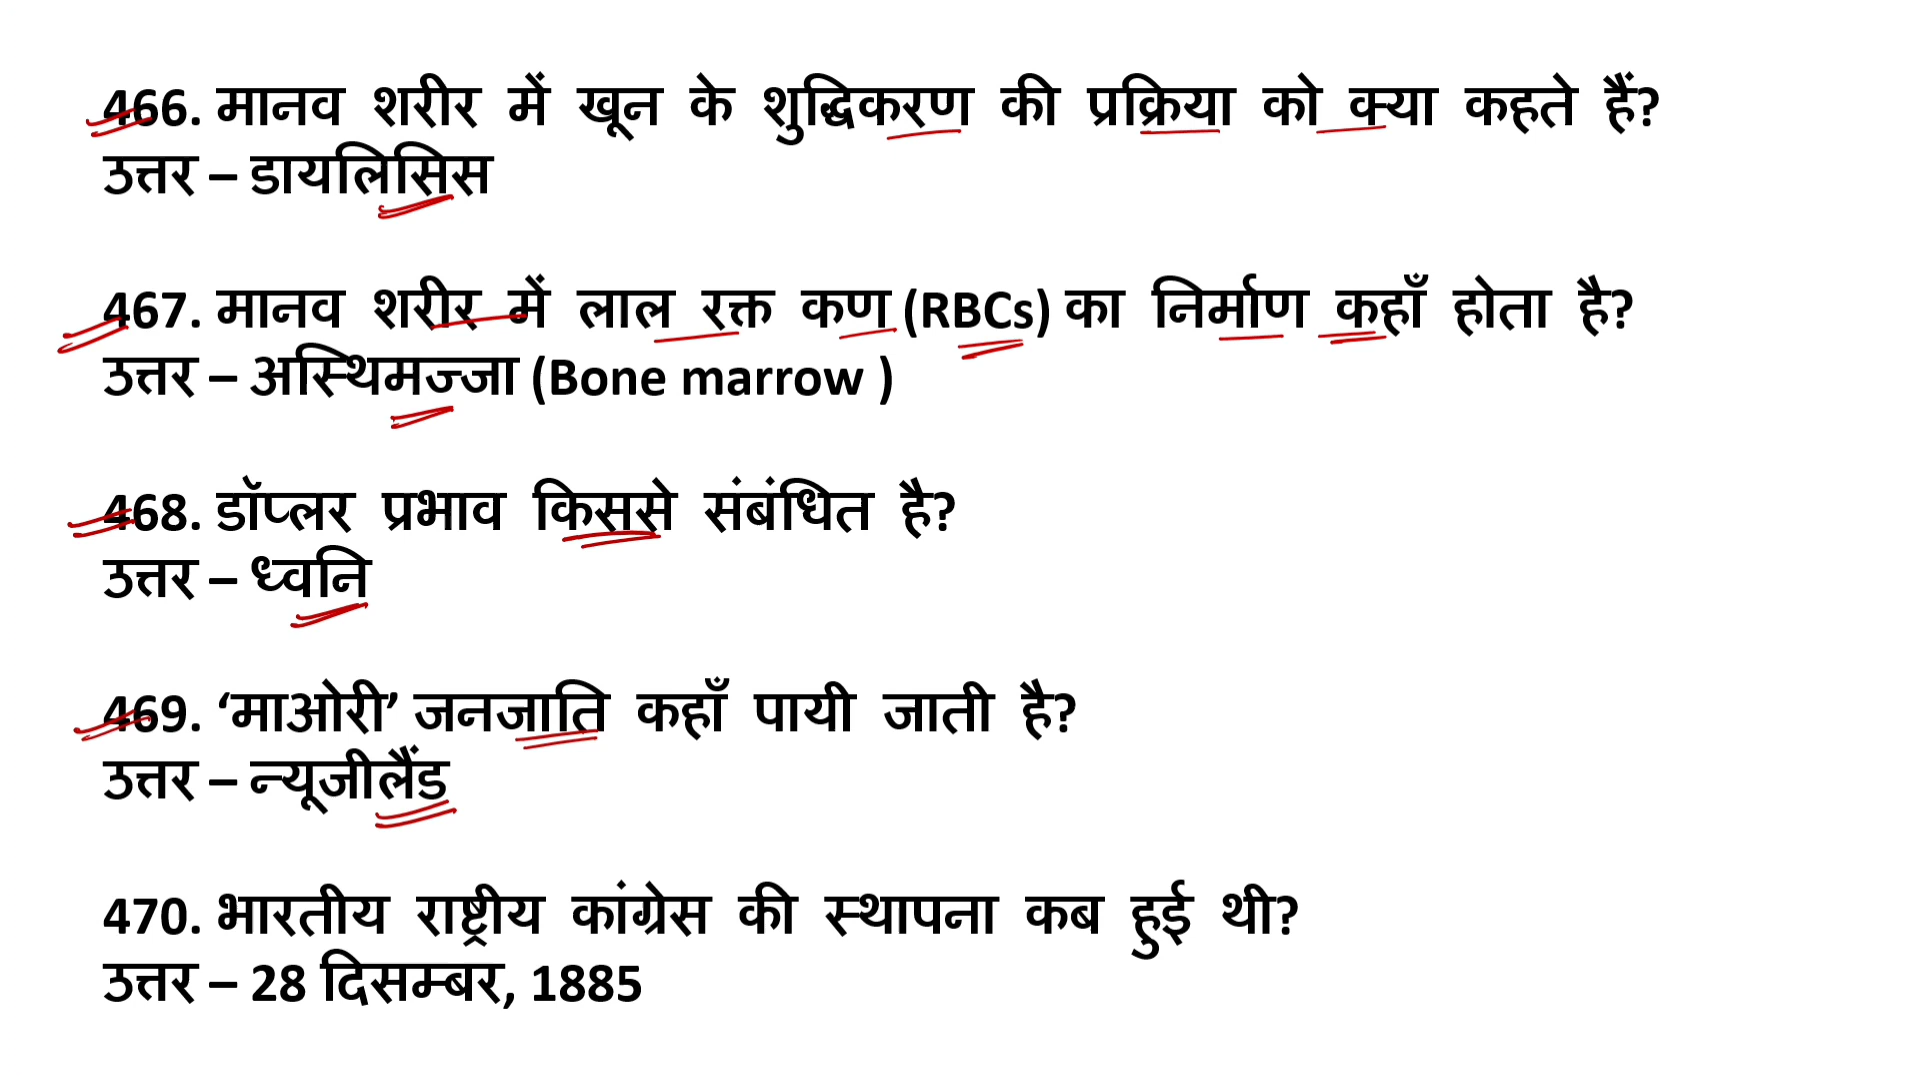 466. मानव शरीर में खून के शुद्धिकरण की प्रक्रिया को क्या कहते हैं?
उत्तर – डायलिसिस
467. मानव शरीर में लाल रक्त कण (RBCs) का निर्माण कहाँ होता है?
उत्तर – अस्थिमज्जा (Bone marrow )
468. डॉप्लर प्रभाव किससे संबंधित है?
उत्तर – ध्वनि
469. ‘माओरी’ जनजाति कहाँ पायी जाती है?
उत्तर – न्यूजीलैंड
470. भारतीय राष्ट्रीय कांग्रेस की स्थापना कब हुई थी?
उत्तर – 28 दिसम्बर, 1885